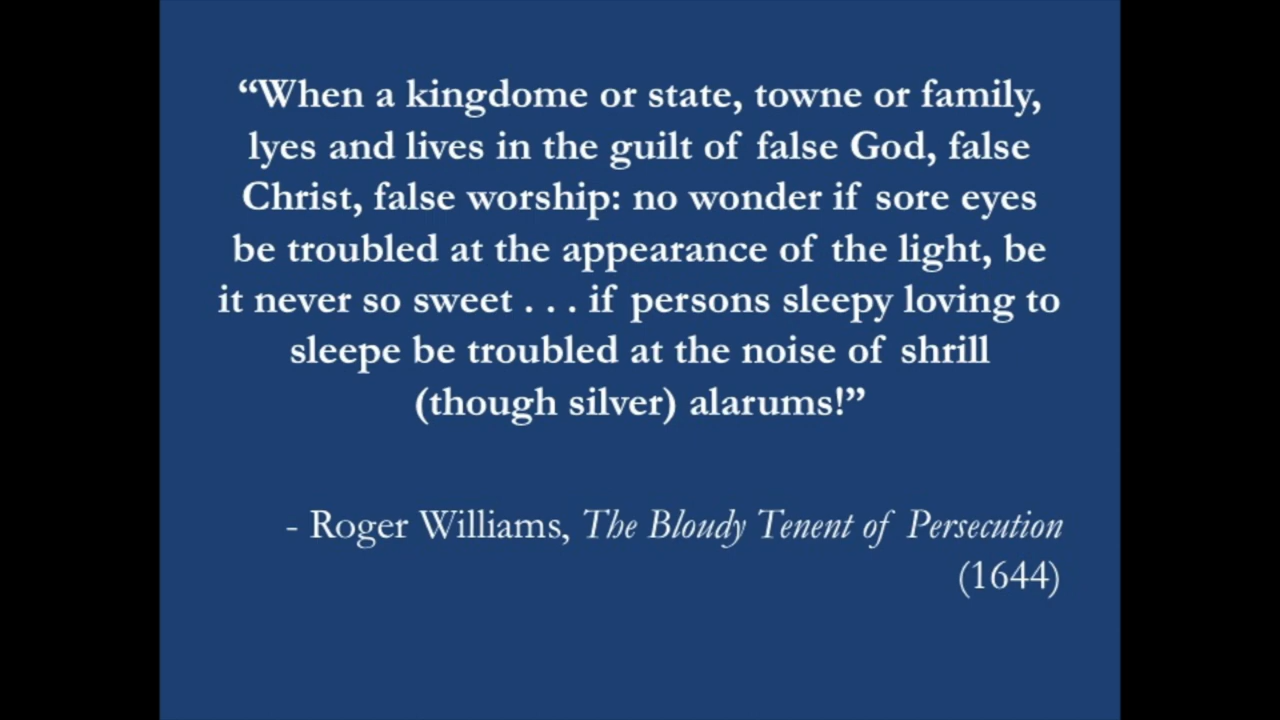 “When a kingdome or state, towne or family,
lyes and lives in the guilt of false God, false
Christ, false worship: no wonder if sore eyes
be troubled at the appearance of the light, be
it never so sweet . . . if persons sleepy loving to
sleepe be troubled at the noise of shrill
(though silver) alarums!”
- Roger Williams, The Bloudy Tenent of Persecution
(1644)